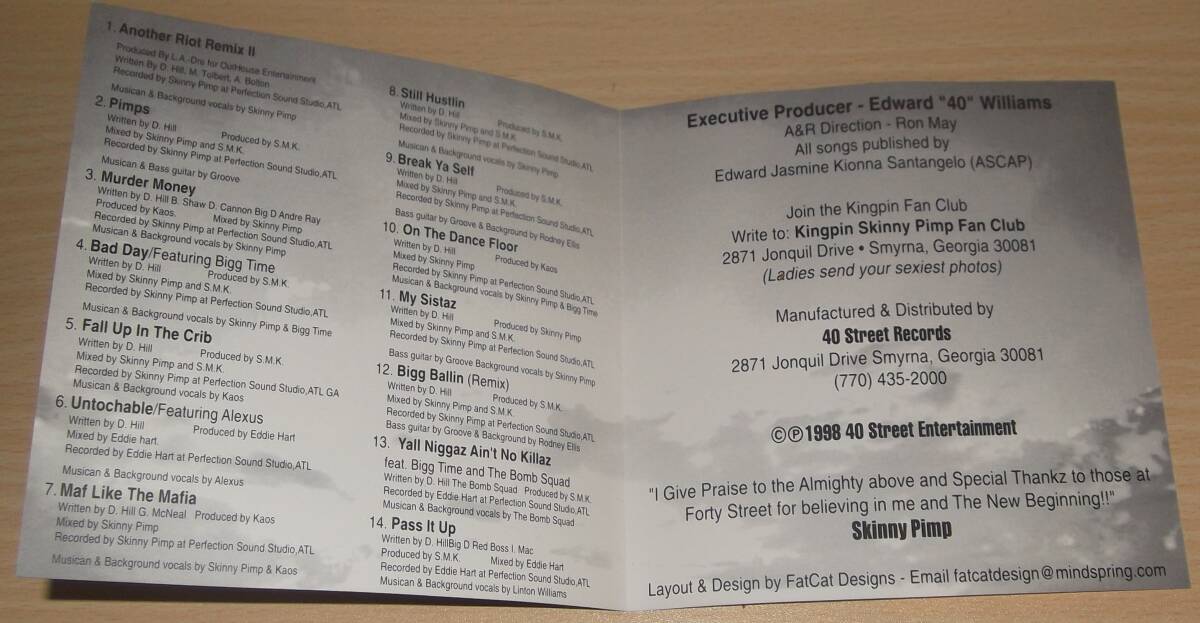 1. Another Riot Remix II
Produced By L.A.-Dre for OutHouse Entertainment
Written By D. Hill, M. Tolbert, A. Bolton
Recorded by Skinny Pimp at Perfection Sound Studio,ATL
Musican & Background vocals by Skinny Pimp
2. Pimps
Written by D. Hill Produced by S.M.K.
Mixed by Skinny Pimp and S.M.K.
Recorded by Skinny Pimp at Perfection Sound Studio,ATL
Musican & Bass guitar by Groove
3. Murder Money
Written by D. Hill B. Shaw D. Cannon Big D Andre Ray
Produced by Kaos. Mixed by Skinny Pimp
Recorded by Skinny Pimp at Perfection Sound Studio,ATL
Musican & Background vocals by Skinny Pimp
4. Bad Day/Featuring Bigg Time
Written by D. Hill Produced by S.M.K.
Mixed by Skinny Pimp and S.M.K.
Recorded by Skinny Pimp at Perfection Sound Studio,ATL
Musican & Background vocals by Skinny Pimp & Bigg Time
5. Fall Up In The Crib
Written by D. Hill Produced by S.M.K.
Mixed by Skinny Pimp and S.M.K.
Recorded by Skinny Pimp at Perfection Sound Studio,ATL GA
Musican & Background vocals by Kaos
6. Untochable/Featuring Alexus
Written by D. Hill Produced by Eddie Hart
Mixed by Eddie hart.
Recorded by Eddie Hart at Perfection Sound Studio,ATL
Musican & Background vocals by Alexus
7. Maf Like The Mafia
Written by D. Hill G. McNeal Produced by Kaos
Mixed by Skinny Pimp
Recorded by Skinny Pimp at Perfection Sound Studio,ATL
Musican & Background vocals by Skinny Pimp & Kaos
8. Still Hustlin
Written by D. Hill Produced by S.M.K.
Mixed by Skinny Pimp and S.M.K.
Recorded by Skinny Pimp at Perfection Sound Studio,ATL
Musican & Background vocals by Skinny Pimp
9. Break Ya Self
Written by D. Hill Produced by S.M.K.
Mixed by Skinny Pimp and S.M.K.
Recorded by Skinny Pimp at Perfection Sound Studio,ATL
Bass guitar by Groove & Background by Rodney Ellis
10. On The Dance Floor
Written by D. Hill Produced by Kaos
Mixed by Skinny Pimp
Recorded by Skinny Pimp at Perfection Sound Studio,ATL
Musican & Background vocals by Skinny Pimp & Bigg Time
11. My Sistaz
Written by D. Hill Produced by Skinny Pimp
Mixed by Skinny Pimp and S.M.K.
Recorded by Skinny Pimp at Perfection Sound Studio,ATL
Bass guitar by Groove Background vocals by Skinny Pimp
12. Bigg Ballin (Remix)
Written by D. Hill Produced by S.M.K.
Mixed by Skinny Pimp and S.M.K.
Recorded by Skinny Pimp at Perfection Sound Studio,ATL
Bass guitar by Groove & Background by Rodney Ellis
13. Yall Niggaz Ain't No Killaz
feat. Bigg Time and The Bomb Squad
Written by D. Hill The Bomb Squad Produced by S.M.K.
Recorded by Eddie Hart at Perfection Sound Studio,ATL
Musican & Background vocals by The Bomb Squad
14. Pass It Up
Written by D. HillBig D Red Boss I. Mac
Produced by S.M.K. Mixed by Eddie Hart
Recorded by Eddie Hart at Perfection Sound Studio,ATL
Musican & Background vocals by Linton Williams
Executive Producer - Edward "40" Williams
A&R Direction - Ron May
All songs published by
Edward Jasmine Kionna Santangelo (ASCAP)
Join the Kingpin Fan Club
Write to: Kingpin Skinny Pimp Fan Club
2871 Jonquil Drive • Smyrna, Georgia 30081
(Ladies send your sexiest photos)
Manufactured & Distributed by
40 Street Records
2871 Jonquil Drive Smyrna, Georgia 30081
(770) 435-2000
©℗ 1998 40 Street Entertainment
"I Give Praise to the Almighty above and Special Thankz to those at
Forty Street for believing in me and The New Beginning!!"
Skinny Pimp
Layout & Design by FatCat Designs - Email fatcatdesign@mindspring.com